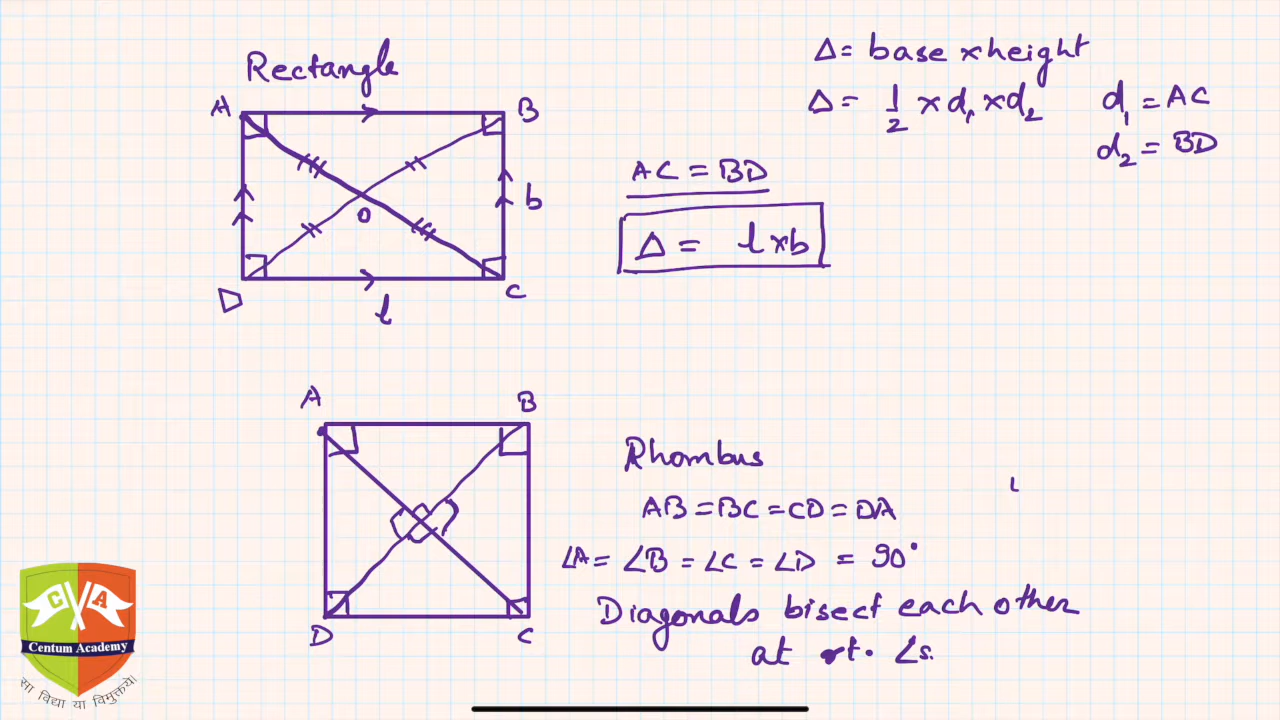 Rectangle
A
B
O
b
D
C
l
Δ = base × height
Δ = 1/2 × d₁ × d₂
d₁ = AC
d₂ = BD
AC = BD
Δ = l × b
A
B
D
C
Rhombus
AB = BC = CD = DA
∠A = ∠B = ∠C = ∠D = 90°
Diagonals bisect each other
at rt. ∠s.
C A
Centum Academy
सा विद्या या विमुक्तये।